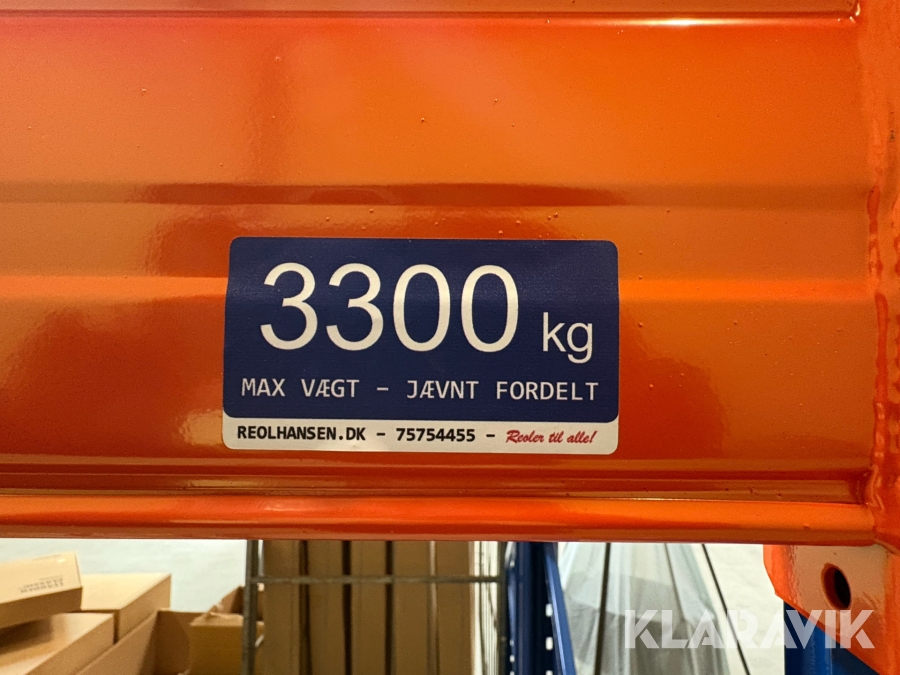 3300 kg
MAX VÆGT - JÆVNT FORDELT
REOLHANSEN.DK - 75754455 - Reoler til alle!
KLARAVIK